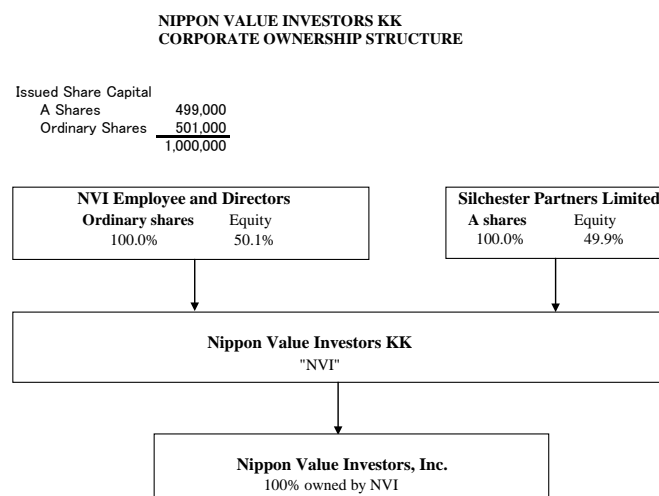 NIPPON VALUE INVESTORS KK
CORPORATE OWNERSHIP STRUCTURE
Issued Share Capital
A Shares 499,000
Ordinary Shares 501,000
1,000,000
NVI Employee and Directors
Ordinary shares Equity
100.0% 50.1%
Silchester Partners Limited
A shares Equity
100.0% 49.9%
Nippon Value Investors KK
"NVI"
Nippon Value Investors, Inc.
100% owned by NVI